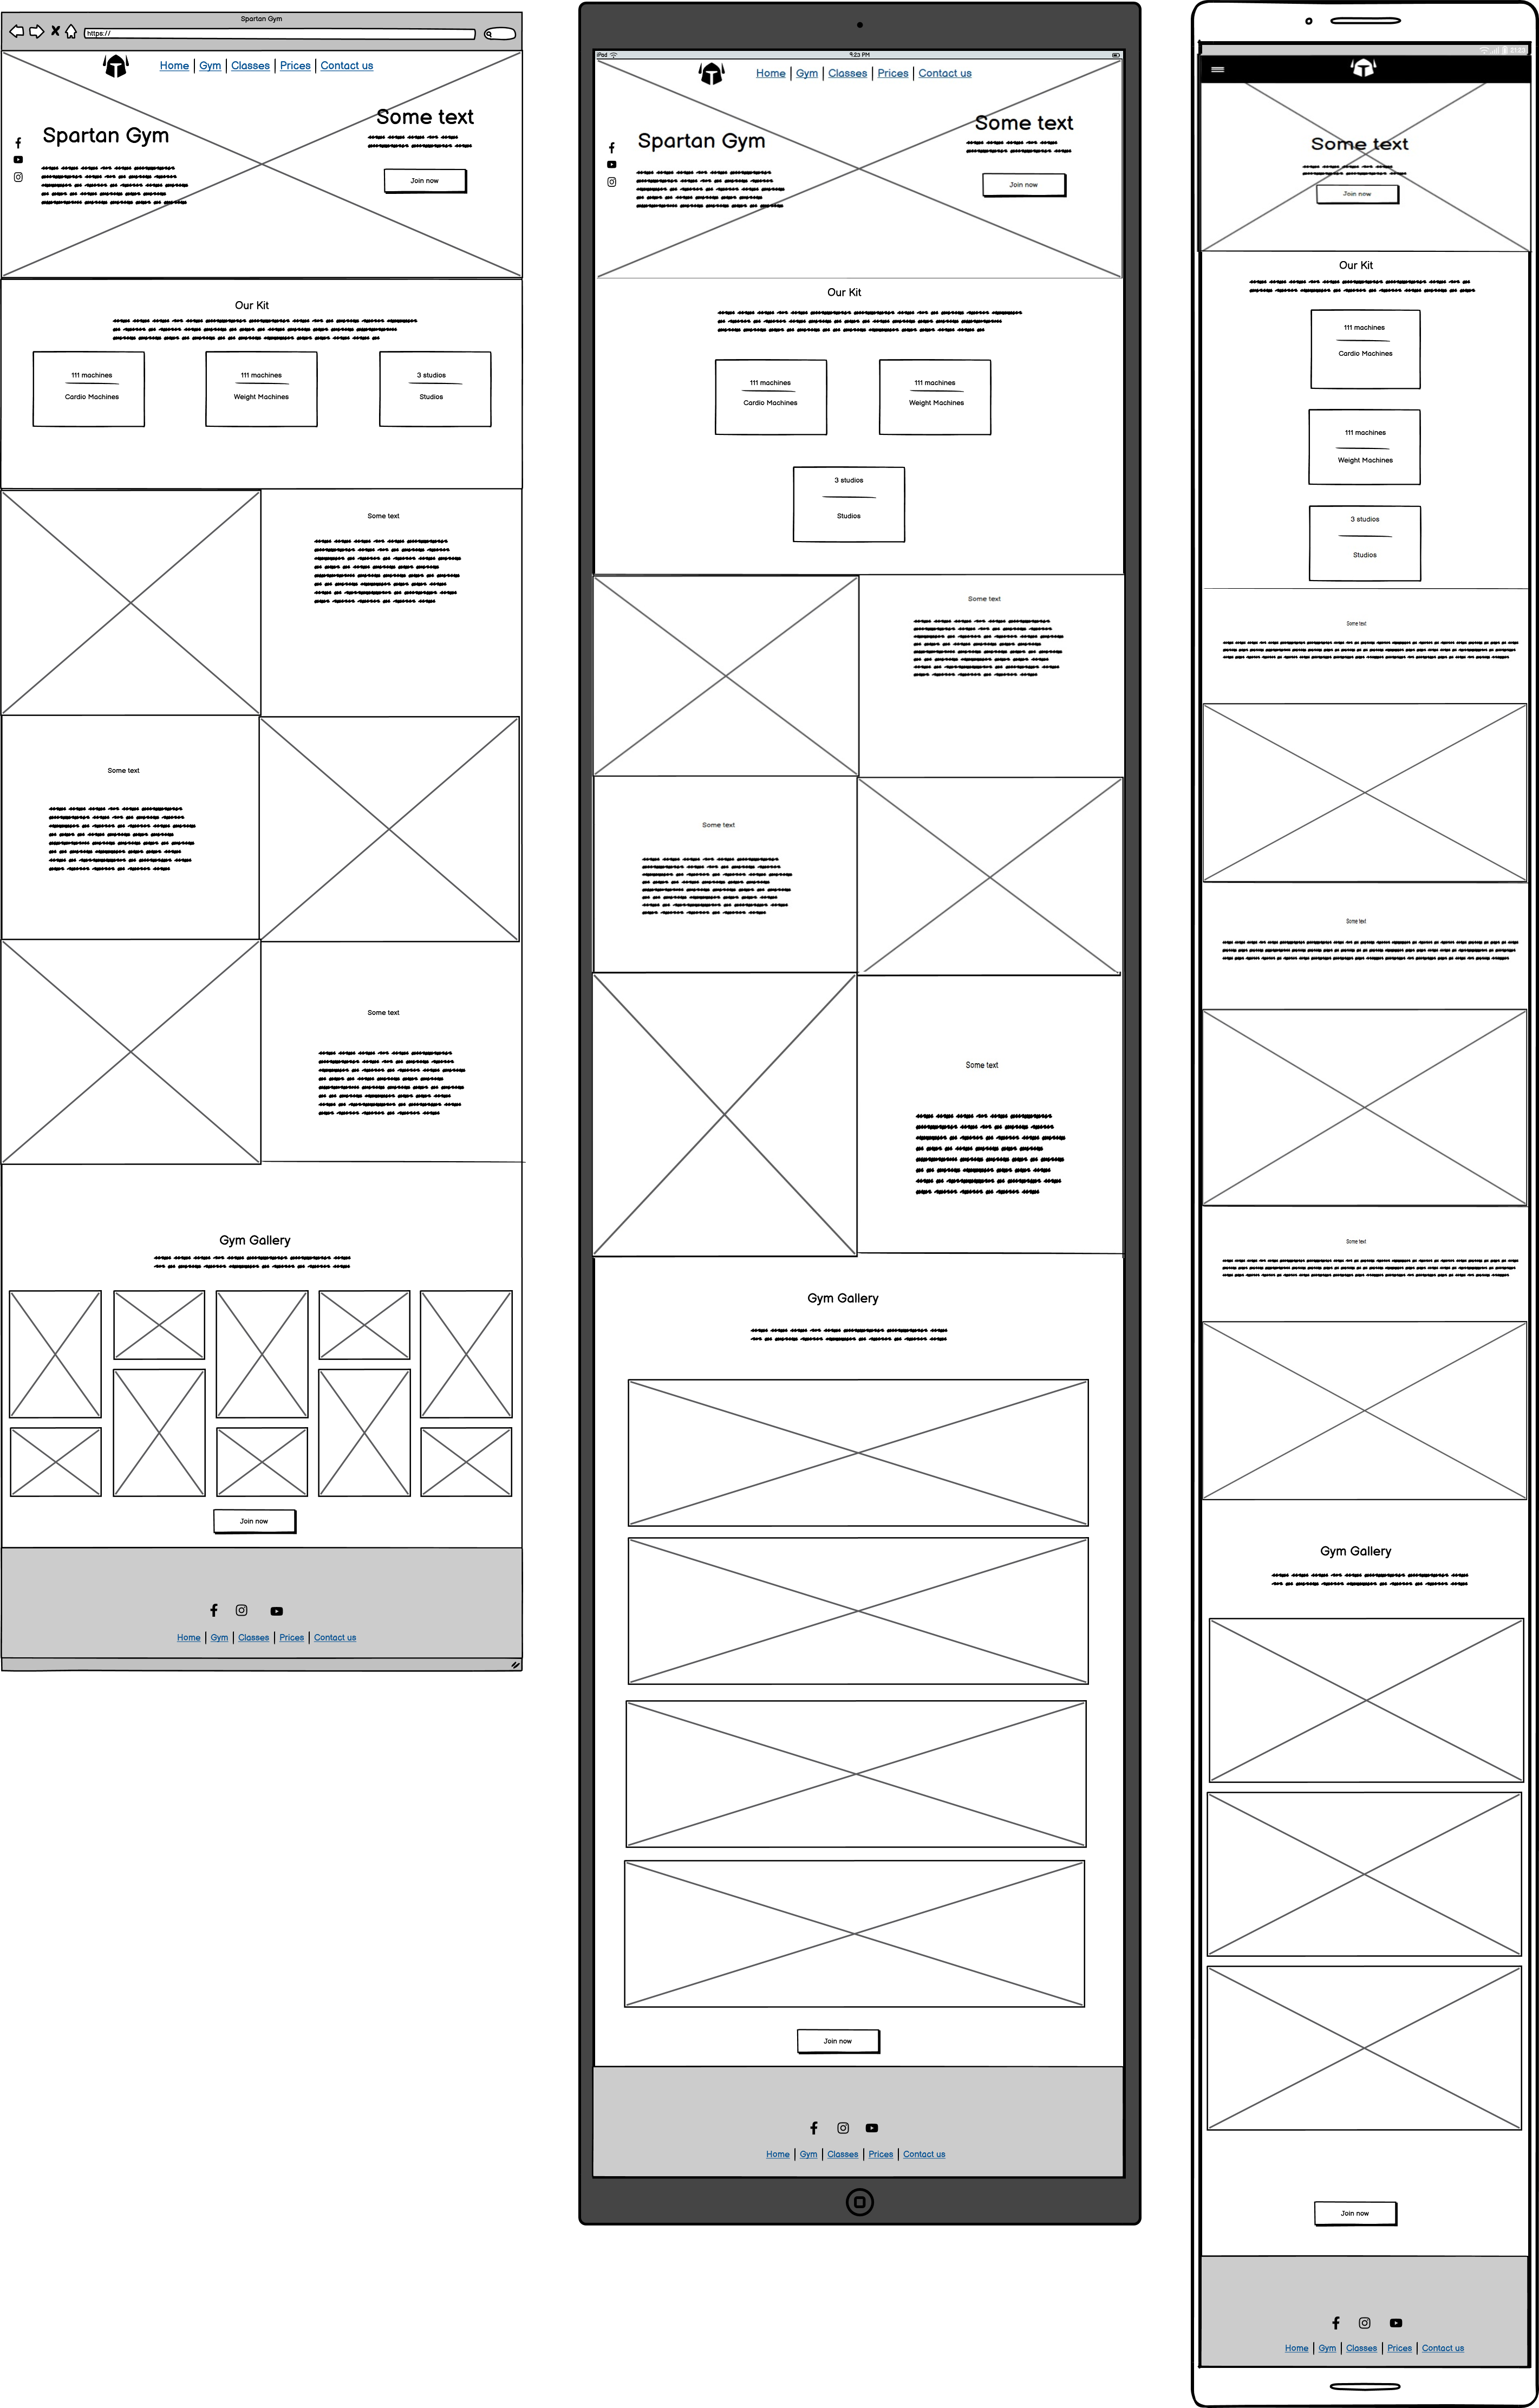 Spartan Gym
https://
Home | Gym | Classes | Prices | Contact us
Some text
Spartan Gym
Join now
Our Kit
111 machines
Cardio Machines
111 machines
Weight Machines
3 studios
Studios
Some text
Some text
Some text
Gym Gallery
Join now
Home | Gym | Classes | Prices | Contact us
iPad
9:23 PM
Home | Gym | Classes | Prices | Contact us
Some text
Spartan Gym
Join now
Our Kit
111 machines
Cardio Machines
111 machines
Weight Machines
3 studios
Studios
Some text
Some text
Some text
Gym Gallery
Join now
Home | Gym | Classes | Prices | Contact us
21:23
Some text
Join now
Our Kit
111 machines
Cardio Machines
111 machines
Weight Machines
3 studios
Studios
Some text
Some text
Some text
Gym Gallery
Join now
Home | Gym | Classes | Prices | Contact us